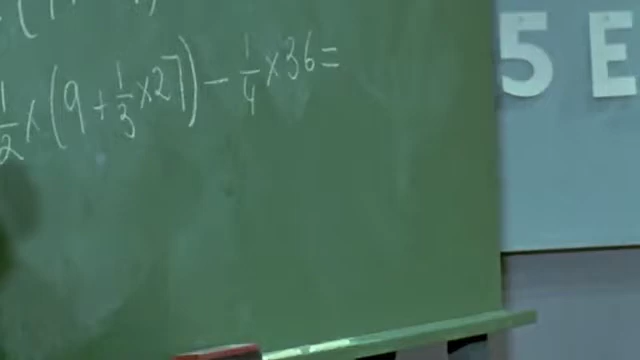 1/2 × (9 + 1/3 × 27) − 1/4 × 36 =
5 E